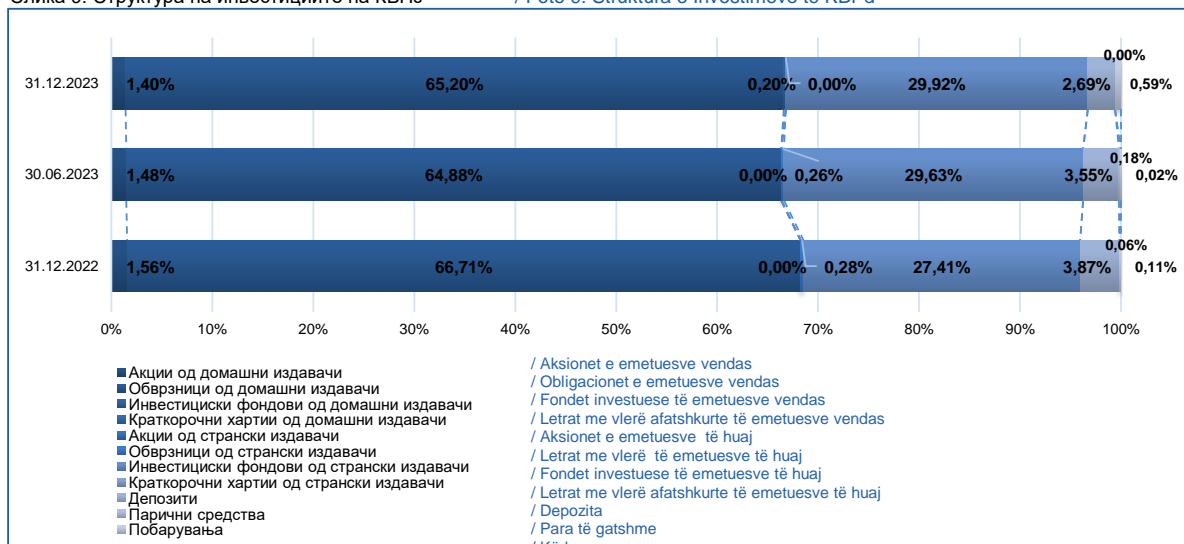 Слика 9. Структура на инвестициите на КБПз / Foto 9. Struktura e investimeve të KBPd
31.12.2023 1,40% 65,20% 0,20% 0,00% 29,92% 2,69% 0,00% 0,59%
30.06.2023 1,48% 64,88% 0,00% 0,26% 29,63% 3,55% 0,18% 0,02%
31.12.2022 1,56% 66,71% 0,00% 0,28% 27,41% 3,87% 0,06% 0,11%
0% 10% 20% 30% 40% 50% 60% 70% 80% 90% 100%
Акции од домашни издавачи / Aksionet e emetuesve vendas
Обврзници од домашни издавачи / Obligacionet e emetuesve vendas
Инвестициски фондови од домашни издавачи / Fondet investuese të emetuesve vendas
Краткорочни хартии од домашни издавачи / Letrat me vlerë afatshkurte të emetuesve vendas
Акции од странски издавачи / Aksionet e emetuesve të huaj
Обврзници од странски издавачи / Letrat me vlerë të emetuesve të huaj
Инвестициски фондови од странски издавачи / Fondet investuese të emetuesve të huaj
Краткорочни хартии од странски издавачи / Letrat me vlerë afatshkurte të emetuesve të huaj
Депозити / Depozita
Парични средства / Para të gatshme
Побарувања